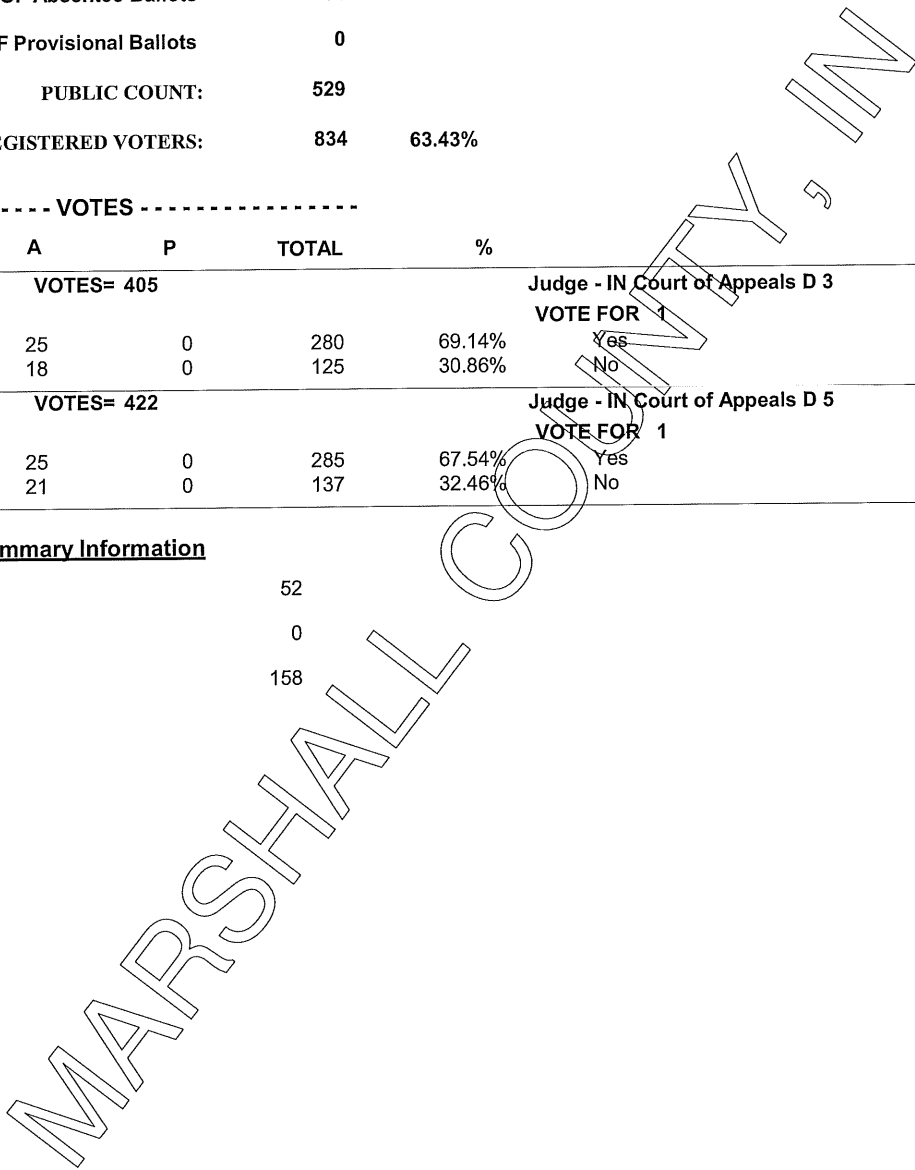 Provisional Ballots 0
PUBLIC COUNT: 529
VOTERS: 834 63.43%
- - - - VOTES - - - - - - - - - - - - - - - -
A P TOTAL %
VOTES= 405 Judge - IN Court of Appeals D 3
VOTE FOR 1
25 0 280 69.14% Yes
18 0 125 30.86% No
VOTES= 422 Judge - IN Court of Appeals D 5
VOTE FOR 1
25 0 285 67.54% Yes
21 0 137 32.46% No
Information
52
0
158
MARSHALL COUNTY, IN